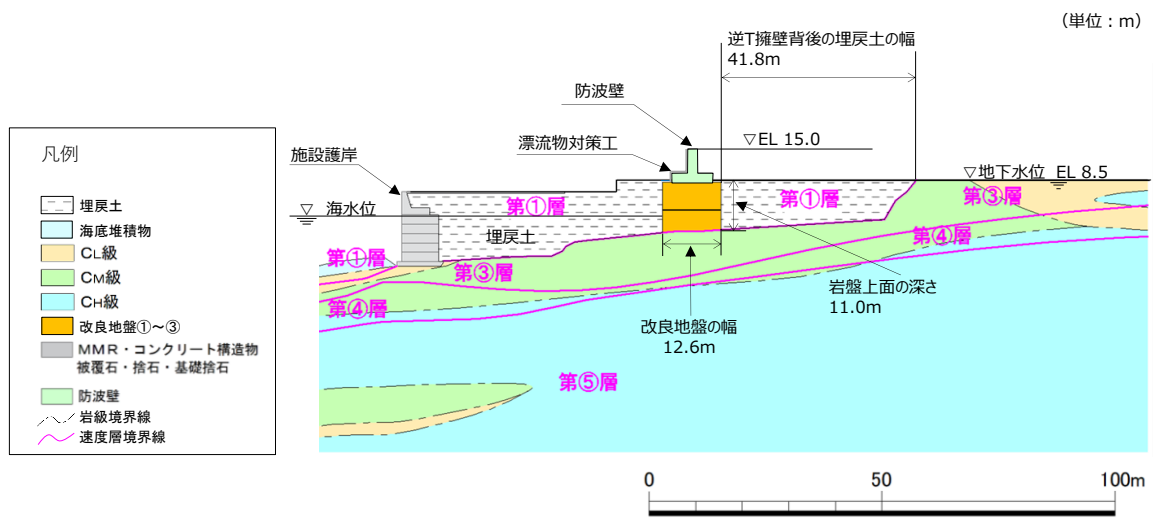 （単位：m）
逆T擁壁背後の埋戻土の幅
41.8m
防波壁
漂流物対策工
▽EL 15.0
施設護岸
▽地下水位 EL 8.5
第①層
第①層
第③層
▽ 海水位
埋戻土
第④層
第①層
第③層
岩盤上面の深さ
11.0m
第④層
改良地盤の幅
12.6m
第⑤層
凡例
埋戻土
海底堆積物
CL級
CM級
CH級
改良地盤①～③
MMR・コンクリート構造物
被覆石・捨石・基礎捨石
防波壁
岩級境界線
速度層境界線
0 50 100m